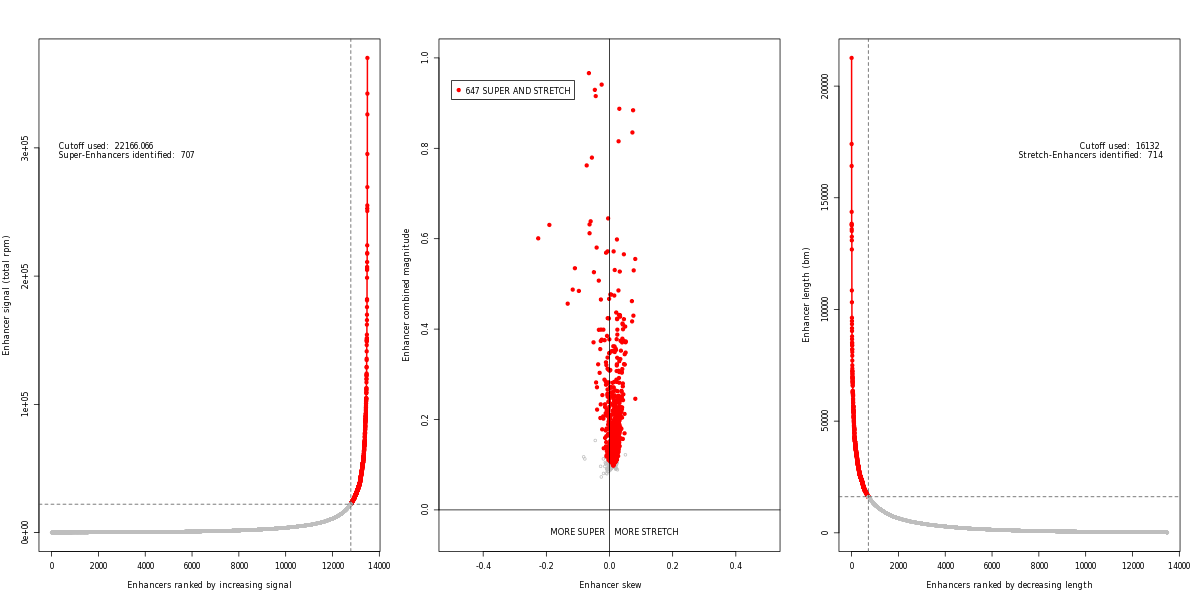 Enhancer signal (total rpm)
0e+00
1e+05
2e+05
3e+05
Cutoff used: 22166.066
Super-Enhancers identified: 707
0 2000 4000 6000 8000 10000 12000 14000
Enhancers ranked by increasing signal
Enhancer combined magnitude
0.0
0.2
0.4
0.6
0.8
1.0
647 SUPER AND STRETCH
MORE SUPER MORE STRETCH
-0.4 -0.2 0.0 0.2 0.4
Enhancer skew
Enhancer length (bm)
0
50000
100000
150000
200000
Cutoff used: 16132
Stretch-Enhancers identified: 714
0 2000 4000 6000 8000 10000 12000 14000
Enhancers ranked by decreasing length